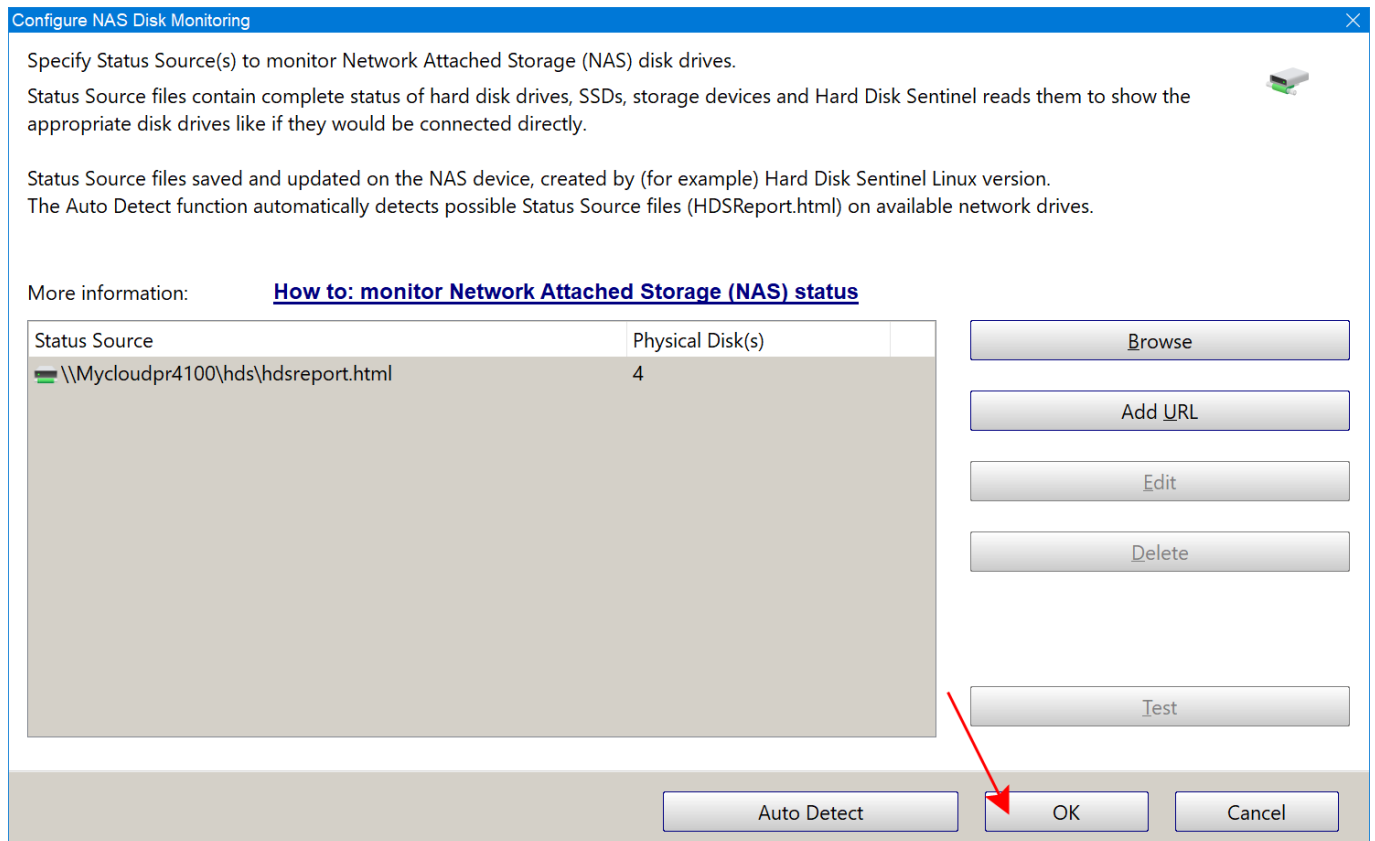 Configure NAS Disk Monitoring
Specify Status Source(s) to monitor Network Attached Storage (NAS) disk drives.
Status Source files contain complete status of hard disk drives, SSDs, storage devices and Hard Disk Sentinel reads them to show the
appropriate disk drives like if they would be connected directly.
Status Source files saved and updated on the NAS device, created by (for example) Hard Disk Sentinel Linux version.
The Auto Detect function automatically detects possible Status Source files (HDSReport.html) on available network drives.
More information: How to: monitor Network Attached Storage (NAS) status
Status Source Physical Disk(s)
\\Mycloudpr4100\hds\hdsreport.html 4
Browse
Add URL
Edit
Delete
Test
Auto Detect OK Cancel